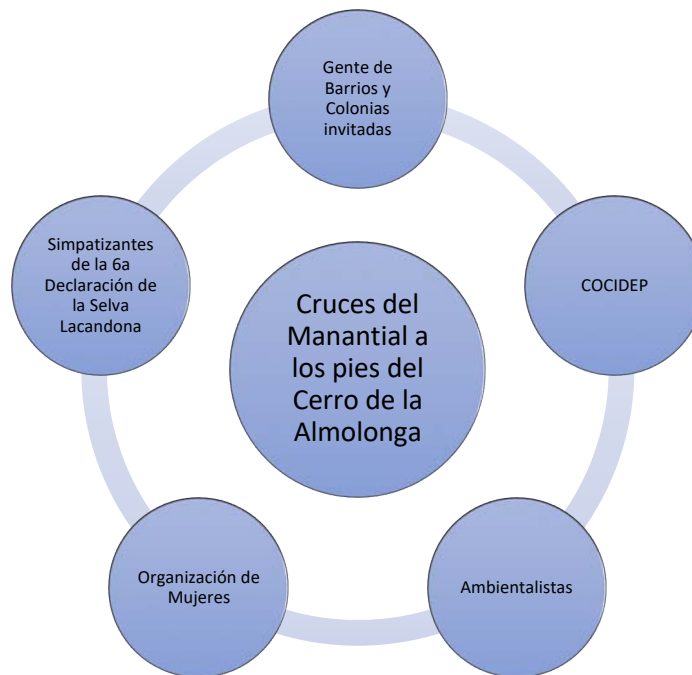 Gente de
Barrios y
Colonias
invitadas
Simpatizantes
de la 6a
Declaración de
la Selva
Lacandona
COCIDEP
Cruces del
Manantial a
los pies del
Cerro de la
Almolonga
Organización de
Mujeres
Ambientalistas